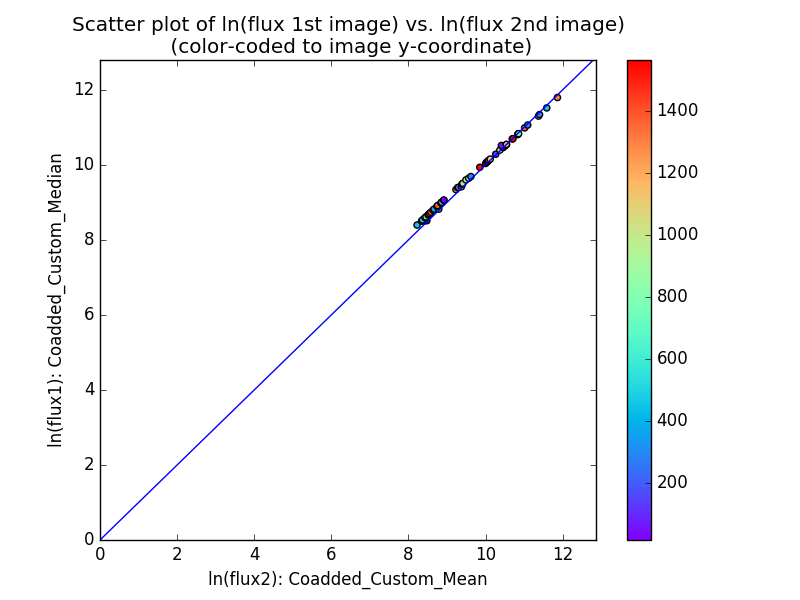 Scatter plot of ln(flux 1st image) vs. ln(flux 2nd image)
(color-coded to image y-coordinate)
ln(flux1): Coadded_Custom_Median
12
10
8
6
4
2
0
0 2 4 6 8 10 12
ln(flux2): Coadded_Custom_Mean
1400
1200
1000
800
600
400
200